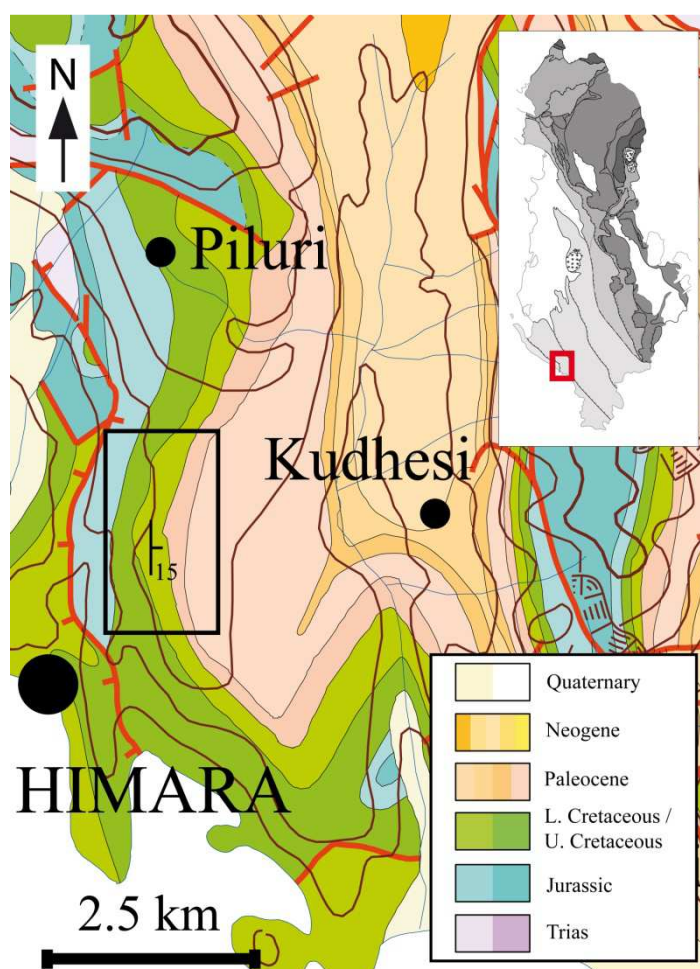 N
Piluri
Kudhesi
15
HIMARA
2.5 km
Quaternary
Neogene
Paleocene
L. Cretaceous /
U. Cretaceous
Jurassic
Trias